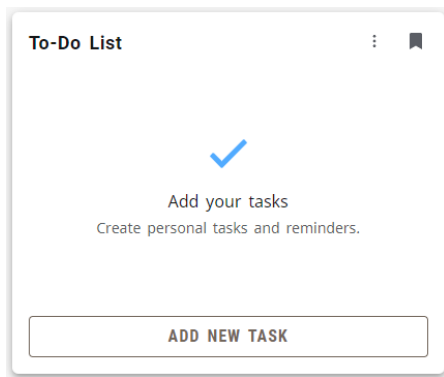 To-Do List
Add your tasks
Create personal tasks and reminders.
ADD NEW TASK